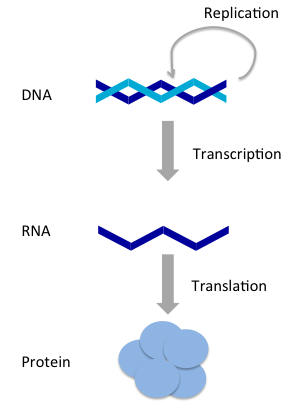 Replication
DNA
Transcription
RNA
Translation
Protein